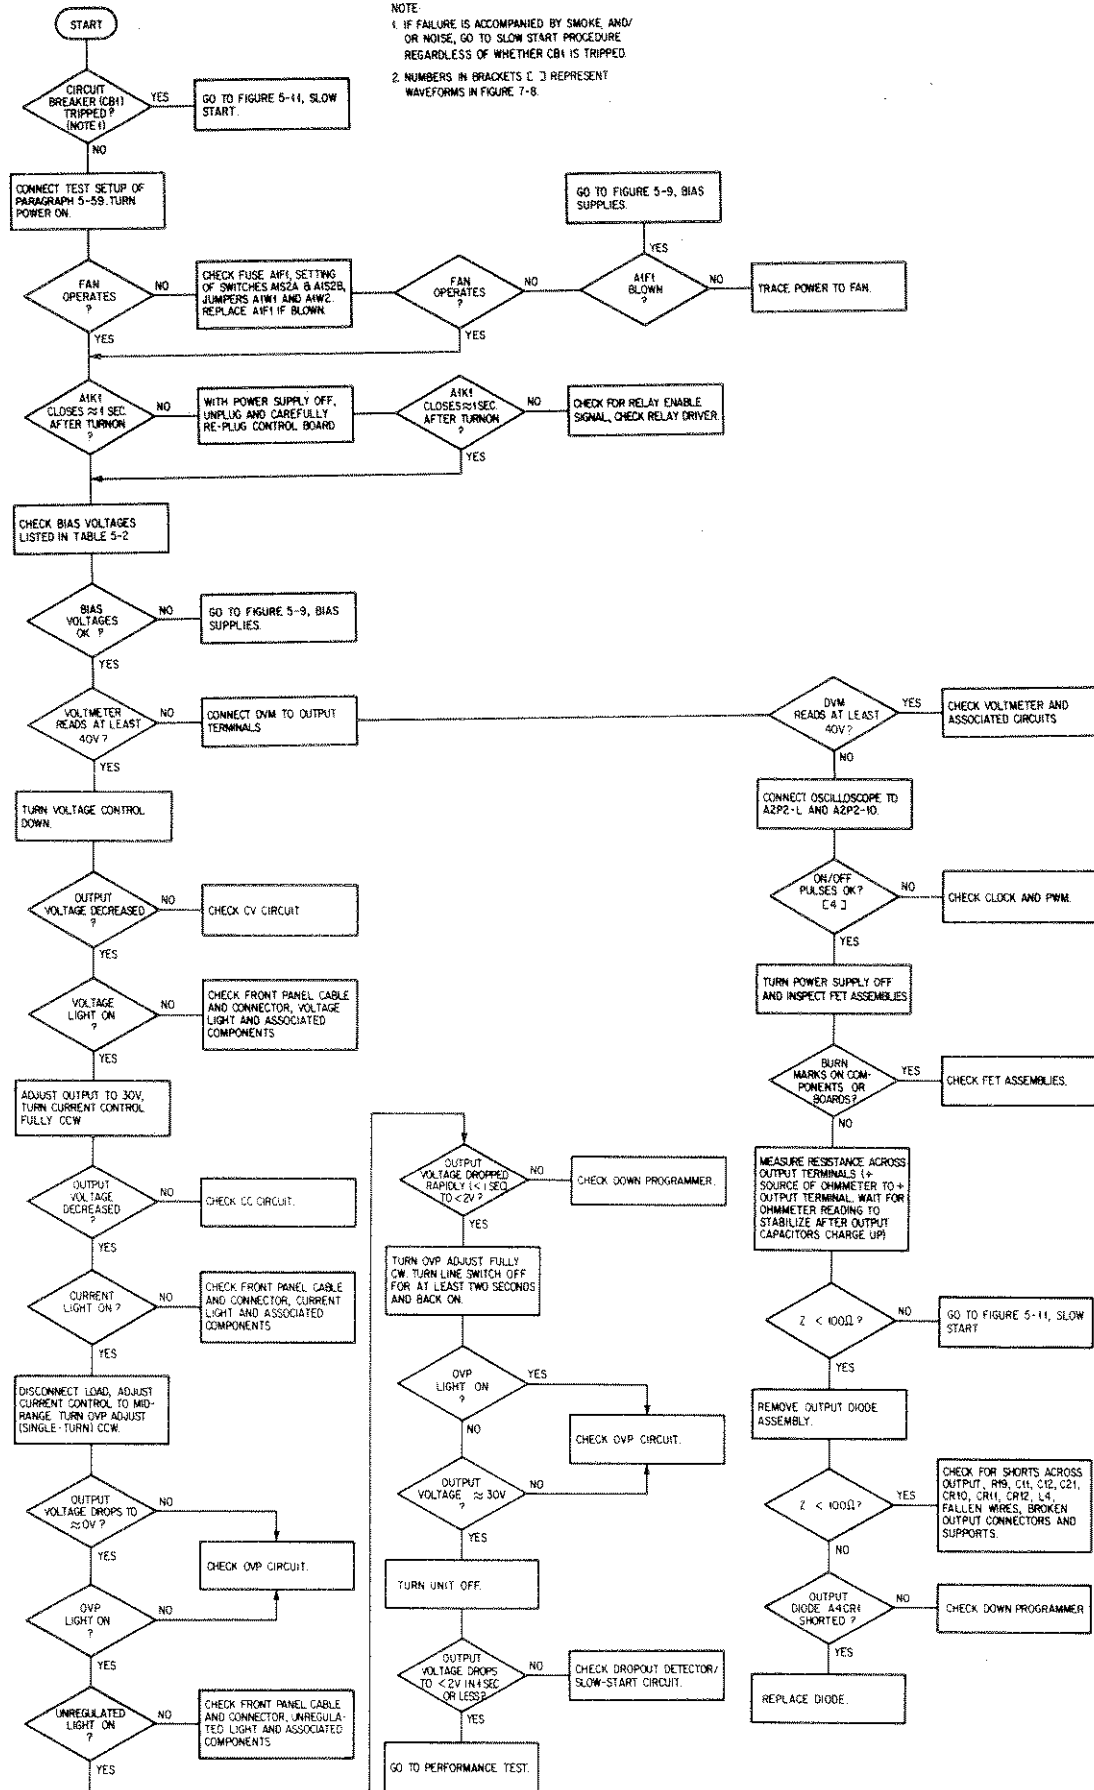 START
NOTE
1. IF FAILURE IS ACCOMPANIED BY SMOKE AND/
OR NOISE, GO TO SLOW START PROCEDURE
REGARDLESS OF WHETHER CB1 IS TRIPPED.
2. NUMBERS IN BRACKETS [ ] REPRESENT
WAVEFORMS IN FIGURE 7-8.
CIRCUIT
BREAKER (CB1)
TRIPPED?
(NOTE 1)
YES
GO TO FIGURE 5-11, SLOW
START.
NO
CONNECT TEST SETUP OF
PARAGRAPH 5-59. TURN
POWER ON.
FAN
OPERATES
?
NO
CHECK FUSE A1F1, SETTING
OF SWITCHES A1S2A & A1S2B,
JUMPERS A1W1 AND A1W2.
REPLACE A1F1 IF BLOWN.
FAN
OPERATES
?
NO
A1F1
BLOWN
?
YES
GO TO FIGURE 5-9, BIAS
SUPPLIES.
NO
TRACE POWER TO FAN.
YES
YES
A1K1
CLOSES ≈1 SEC.
AFTER TURNON
?
NO
WITH POWER SUPPLY OFF,
UNPLUG AND CAREFULLY
RE-PLUG CONTROL BOARD
A1K1
CLOSES ≈1 SEC.
AFTER TURNON
?
NO
CHECK FOR RELAY ENABLE
SIGNAL, CHECK RELAY DRIVER.
YES
YES
CHECK BIAS VOLTAGES
LISTED IN TABLE 5-2
BIAS
VOLTAGES
OK ?
NO
GO TO FIGURE 5-9, BIAS
SUPPLIES.
YES
VOLTMETER
READS AT LEAST
40V?
NO
CONNECT DVM TO OUTPUT
TERMINALS
YES
TURN VOLTAGE CONTROL
DOWN.
OUTPUT
VOLTAGE DECREASED
?
NO
CHECK CV CIRCUIT
YES
VOLTAGE
LIGHT ON
?
NO
CHECK FRONT PANEL CABLE
AND CONNECTOR, VOLTAGE
LIGHT AND ASSOCIATED
COMPONENTS
YES
ADJUST OUTPUT TO 30V,
TURN CURRENT CONTROL
FULLY CCW
OUTPUT
VOLTAGE
DECREASED
?
NO
CHECK CC CIRCUIT.
YES
CURRENT
LIGHT ON?
NO
CHECK FRONT PANEL CABLE
AND CONNECTOR, CURRENT
LIGHT AND ASSOCIATED
COMPONENTS
YES
DISCONNECT LOAD, ADJUST
CURRENT CONTROL TO MID-
RANGE. TURN OVP ADJUST
(SINGLE-TURN) CCW.
OUTPUT
VOLTAGE DROPS TO
≈0V?
NO
CHECK OVP CIRCUIT.
YES
OVP
LIGHT ON
?
NO
YES
UNREGULATED
LIGHT ON
?
NO
CHECK FRONT PANEL CABLE
AND CONNECTOR, UNREGULA-
TED LIGHT AND ASSOCIATED
COMPONENTS
YES
OUTPUT
VOLTAGE DROPPED
RAPIDLY (<1 SEC)
TO <2V ?
NO
CHECK DOWN PROGRAMMER.
YES
TURN OVP ADJUST FULLY
CW. TURN LINE SWITCH OFF
FOR AT LEAST TWO SECONDS
AND BACK ON.
OVP
LIGHT ON
?
YES
CHECK OVP CIRCUIT.
NO
OUTPUT
VOLTAGE ≈ 30V
?
NO
YES
TURN UNIT OFF.
OUTPUT
VOLTAGE DROPS
TO <2V IN 1 SEC
OR LESS?
NO
CHECK DROPOUT DETECTOR/
SLOW-START CIRCUIT.
YES
GO TO PERFORMANCE TEST.
DVM
READS AT LEAST
40V?
YES
CHECK VOLTMETER AND
ASSOCIATED CIRCUITS
NO
CONNECT OSCILLOSCOPE TO
A2P2-L AND A2P2-10.
ON/OFF
PULSES OK?
[4]
NO
CHECK CLOCK AND PWM.
YES
TURN POWER SUPPLY OFF
AND INSPECT FET ASSEMBLIES
BURN
MARKS ON COM-
PONENTS OR
BOARDS?
YES
CHECK FET ASSEMBLIES.
NO
MEASURE RESISTANCE ACROSS
OUTPUT TERMINALS (+
SOURCE OF OHMMETER TO +
OUTPUT TERMINAL. WAIT FOR
OHMMETER READING TO
STABILIZE AFTER OUTPUT
CAPACITORS CHARGE UP)
Z < 100Ω?
NO
GO TO FIGURE 5-11, SLOW
START
YES
REMOVE OUTPUT DIODE
ASSEMBLY.
Z < 100Ω?
YES
CHECK FOR SHORTS ACROSS
OUTPUT, R19, C11, C12, C21,
CR10, CR11, CR12, L4,
FALLEN WIRES, BROKEN
OUTPUT CONNECTORS AND
SUPPORTS.
NO
OUTPUT
DIODE A4CR1
SHORTED ?
NO
CHECK DOWN PROGRAMMER
YES
REPLACE DIODE.